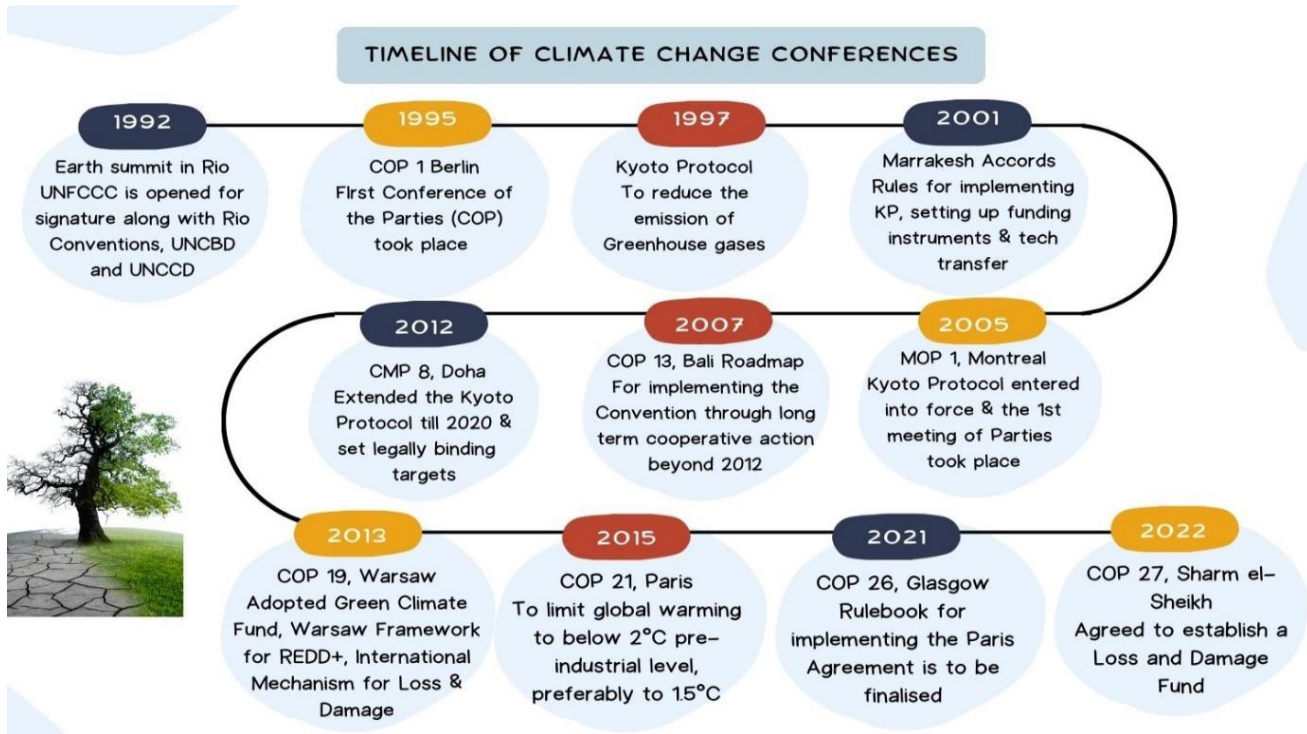 TIMELINE OF CLIMATE CHANGE CONFERENCES
1992
Earth summit in Rio
UNFCCC is opened for
signature along with Rio
Conventions, UNCBD
and UNCCD
1995
COP 1 Berlin
FIrst Conference of
the Parties (COP)
took place
1997
Kyoto Protocol
To reduce the
emission of
Greenhouse gases
2001
Marrakesh Accords
Rules for implementing
KP, setting up funding
instruments & tech
transfer
2005
MOP 1, Montreal
Kyoto Protocol entered
into force & the 1st
meeting of Parties
took place
2007
COP 13, Bali Roadmap
For implementing the
Convention through long
term cooperative action
beyond 2012
2012
CMP 8, Doha
Extended the Kyoto
Protocol till 2020 &
set legally binding
targets
2013
COP 19, Warsaw
Adopted Green Climate
Fund, Warsaw Framework
for REDD+, International
Mechanism for Loss &
Damage
2015
COP 21, Paris
To limit global warming
to below 2°C pre-
industrial level,
preferably to 1.5°C
2021
COP 26, Glasgow
Rulebook for
implementing the Paris
Agreement is to be
finalised
2022
COP 27, Sharm el-
Sheikh
Agreed to establish a
Loss and Damage
Fund